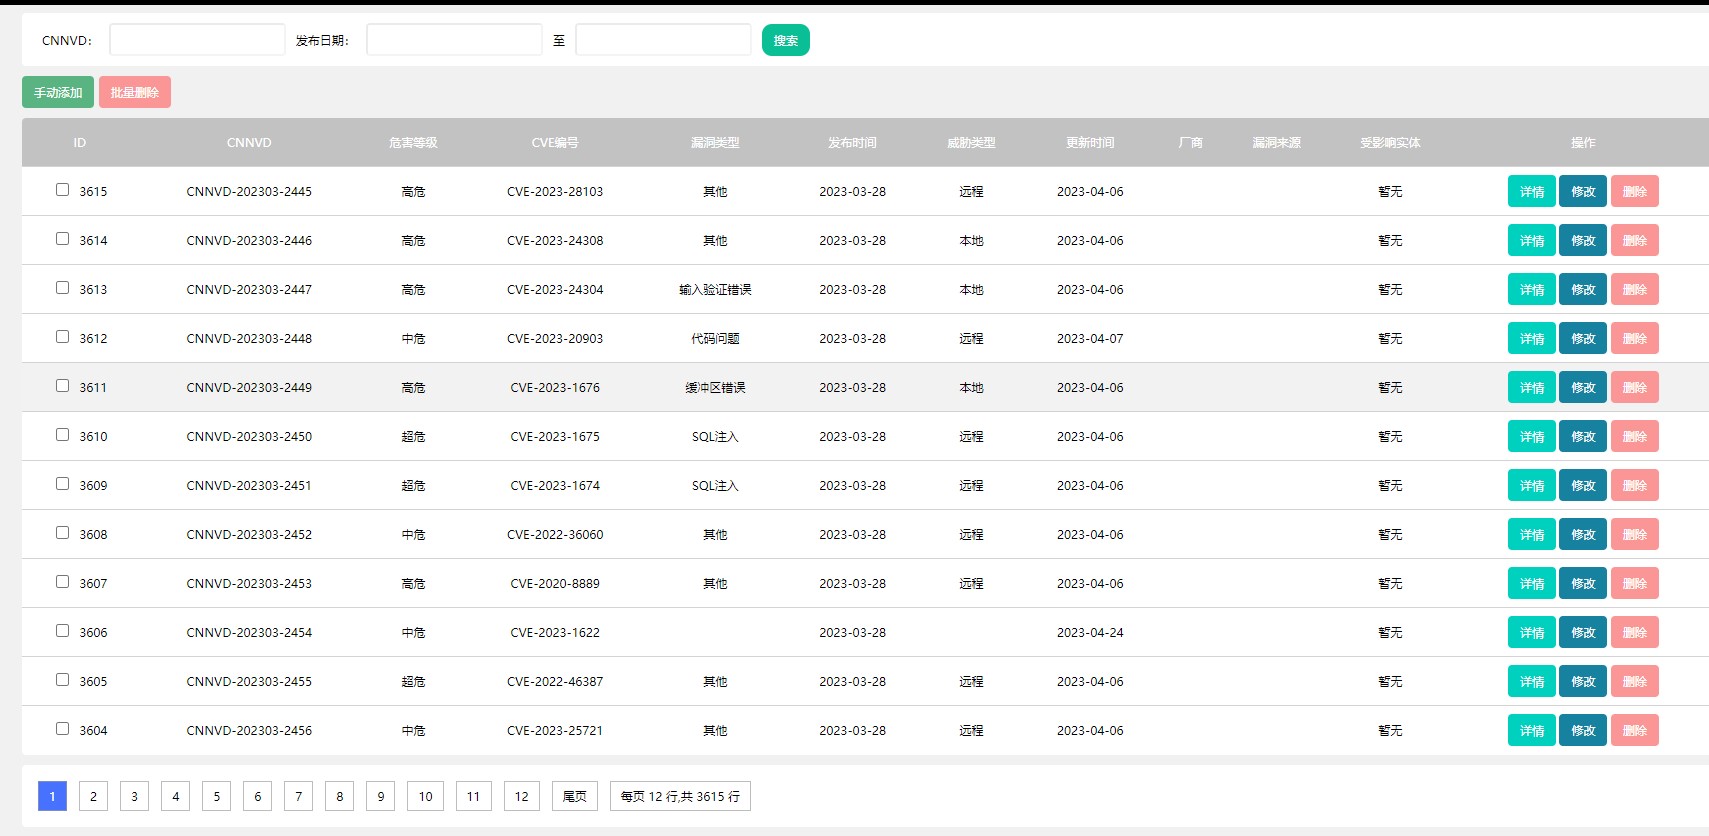 CNNVD： 发布日期： 至 搜索
手动添加 批量删除
ID CNNVD 危害等级 CVE编号 漏洞类型 发布时间 威胁类型 更新时间 厂商 漏洞来源 受影响实体 操作
3615 CNNVD-202303-2445 高危 CVE-2023-28103 其他 2023-03-28 远程 2023-04-06 暂无 详情 修改 删除
3614 CNNVD-202303-2446 高危 CVE-2023-24308 其他 2023-03-28 本地 2023-04-06 暂无 详情 修改 删除
3613 CNNVD-202303-2447 高危 CVE-2023-24304 输入验证错误 2023-03-28 本地 2023-04-06 暂无 详情 修改 删除
3612 CNNVD-202303-2448 中危 CVE-2023-20903 代码问题 2023-03-28 远程 2023-04-07 暂无 详情 修改 删除
3611 CNNVD-202303-2449 高危 CVE-2023-1676 缓冲区错误 2023-03-28 本地 2023-04-06 暂无 详情 修改 删除
3610 CNNVD-202303-2450 超危 CVE-2023-1675 SQL注入 2023-03-28 远程 2023-04-06 暂无 详情 修改 删除
3609 CNNVD-202303-2451 超危 CVE-2023-1674 SQL注入 2023-03-28 远程 2023-04-06 暂无 详情 修改 删除
3608 CNNVD-202303-2452 中危 CVE-2022-36060 其他 2023-03-28 远程 2023-04-06 暂无 详情 修改 删除
3607 CNNVD-202303-2453 高危 CVE-2020-8889 其他 2023-03-28 远程 2023-04-06 暂无 详情 修改 删除
3606 CNNVD-202303-2454 中危 CVE-2023-1622 2023-03-28 2023-04-24 暂无 详情 修改 删除
3605 CNNVD-202303-2455 超危 CVE-2022-46387 其他 2023-03-28 远程 2023-04-06 暂无 详情 修改 删除
3604 CNNVD-202303-2456 中危 CVE-2023-25721 其他 2023-03-28 远程 2023-04-06 暂无 详情 修改 删除
1 2 3 4 5 6 7 8 9 10 11 12 尾页 每页 12 行,共 3615 行